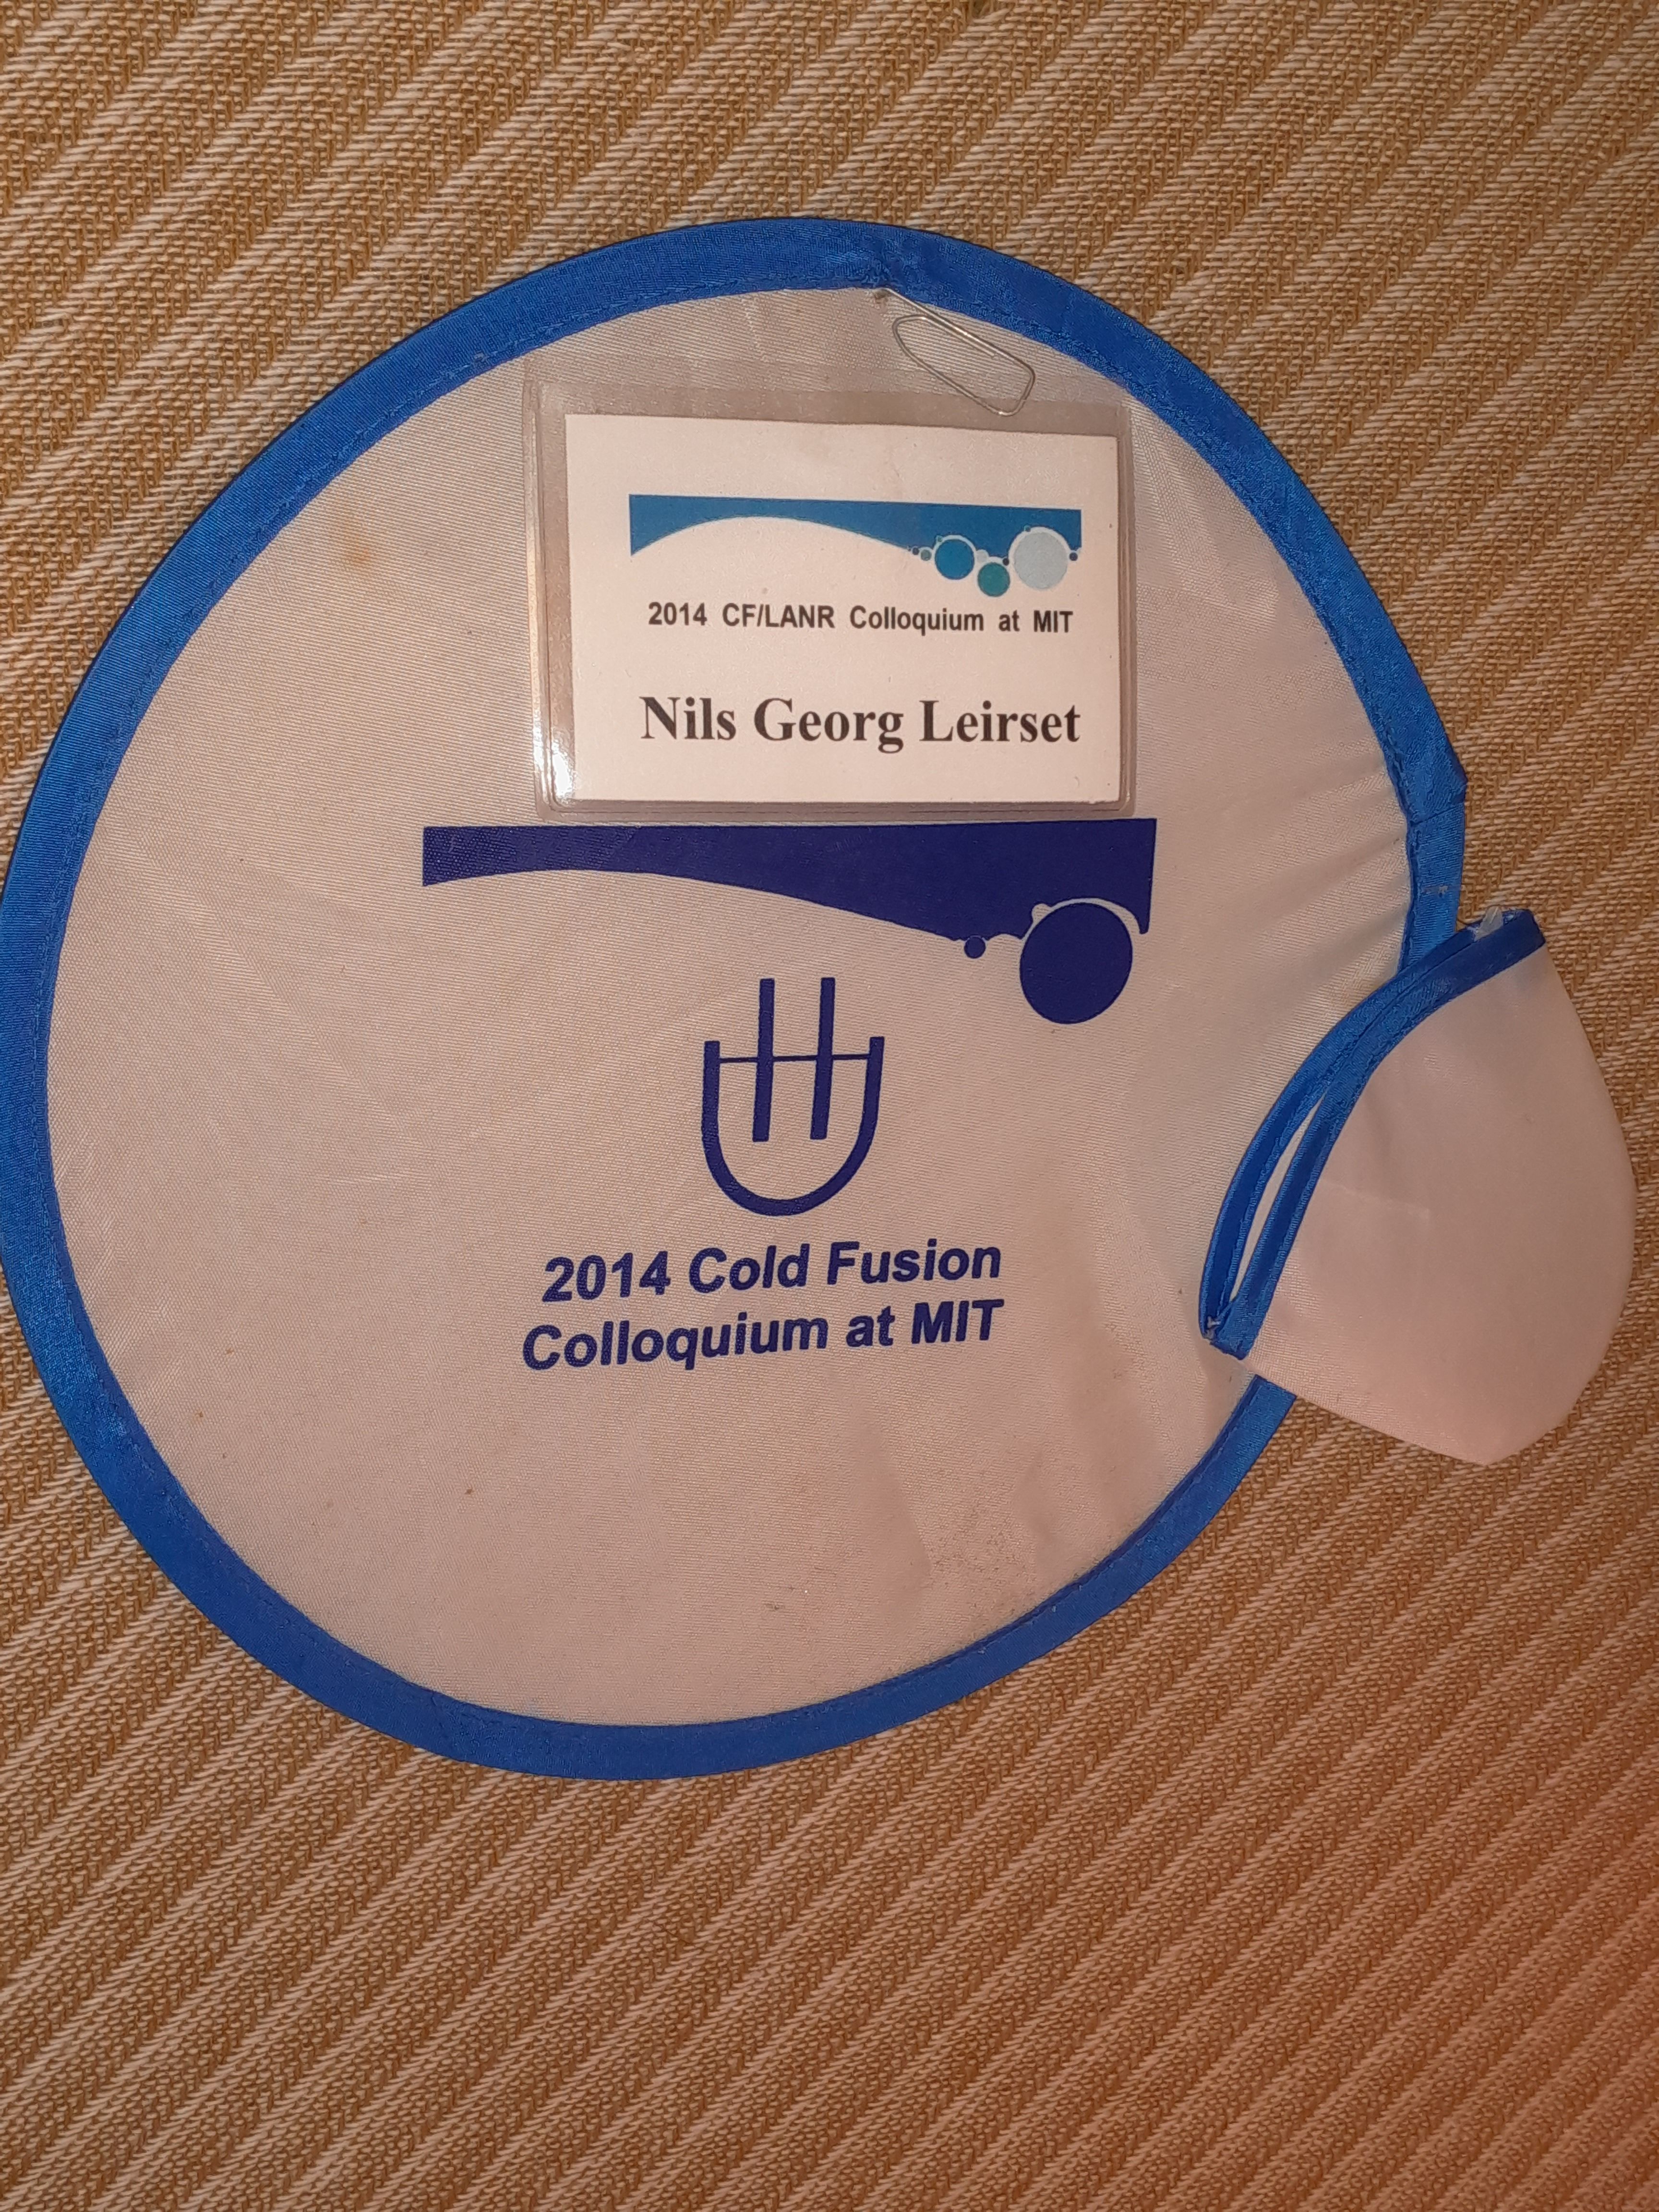 2014 CF/LANR Colloquium at MIT
Nils Georg Leirset
2014 Cold Fusion
Colloquium at MIT